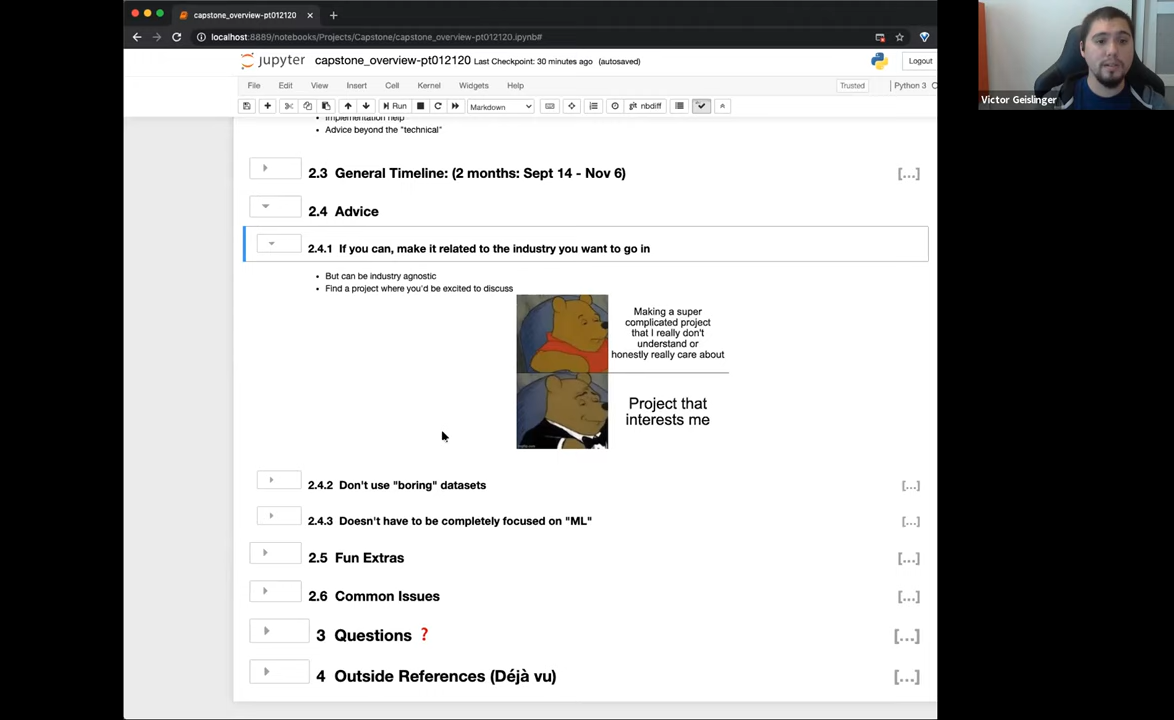 capstone_overview-pt012120
localhost:8889/notebooks/Projects/Capstone/capstone_overview-pt012120.ipynb#
jupyter capstone_overview-pt012120 Last Checkpoint: 30 minutes ago (autosaved)
Logout
File Edit View Insert Cell Kernel Widgets Help
Trusted
Python 3
Run
Markdown
nbdiff
Victor Geislinger
Implementation help
Advice beyond the "technical"
2.3 General Timeline: (2 months: Sept 14 - Nov 6)
[...]
2.4 Advice
2.4.1 If you can, make it related to the industry you want to go in
But can be industry agnostic
Find a project where you'd be excited to discuss
Making a super
complicated project
that I really don't
understand or
honestly really care about
Project that
interests me
2.4.2 Don't use "boring" datasets
[...]
2.4.3 Doesn't have to be completely focused on "ML"
[...]
2.5 Fun Extras
[...]
2.6 Common Issues
[...]
3 Questions ?
[...]
4 Outside References (Déjà vu)
[...]